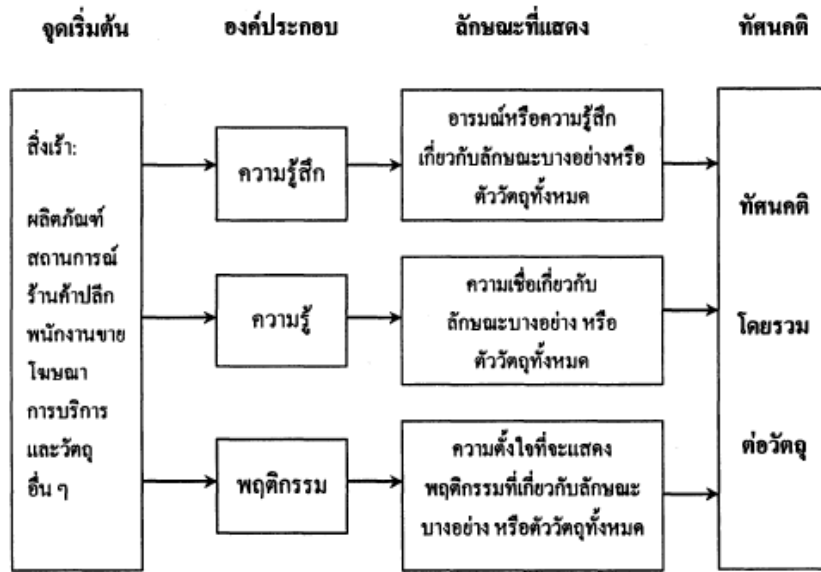 จุดเริ่มต้น
องค์ประกอบ
ลักษณะที่แสดง
ทัศนคติ
สิ่งเร้า:
ผลิตภัณฑ์
สถานการณ์
ร้านค้าปลีก
พนักงานขาย
โฆษณา
การบริการ
และวัตถุ
อื่น ๆ
ความรู้สึก
อารมณ์หรือความรู้สึก
เกี่ยวกับลักษณะบางอย่างหรือ
ตัววัตถุทั้งหมด
ความรู้
ความเชื่อเกี่ยวกับ
ลักษณะบางอย่าง หรือ
ตัววัตถุทั้งหมด
พฤติกรรม
ความตั้งใจที่จะแสดง
พฤติกรรมที่เกี่ยวกับลักษณะ
บางอย่าง หรือตัววัตถุทั้งหมด
ทัศนคติ
โดยรวม
ต่อวัตถุ